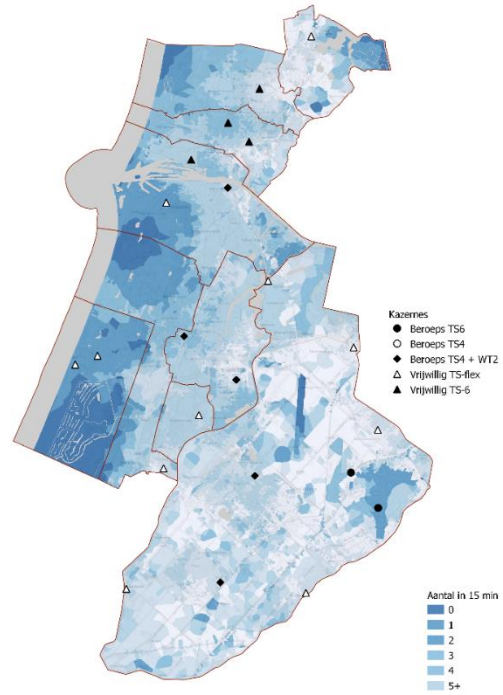 Kazernes
Beroeps TS6
Beroeps TS4
Beroeps TS4 + WT2
Vrijwillig TS-flex
Vrijwillig TS-6
Aantal in 15 min
0
1
2
3
4
5+